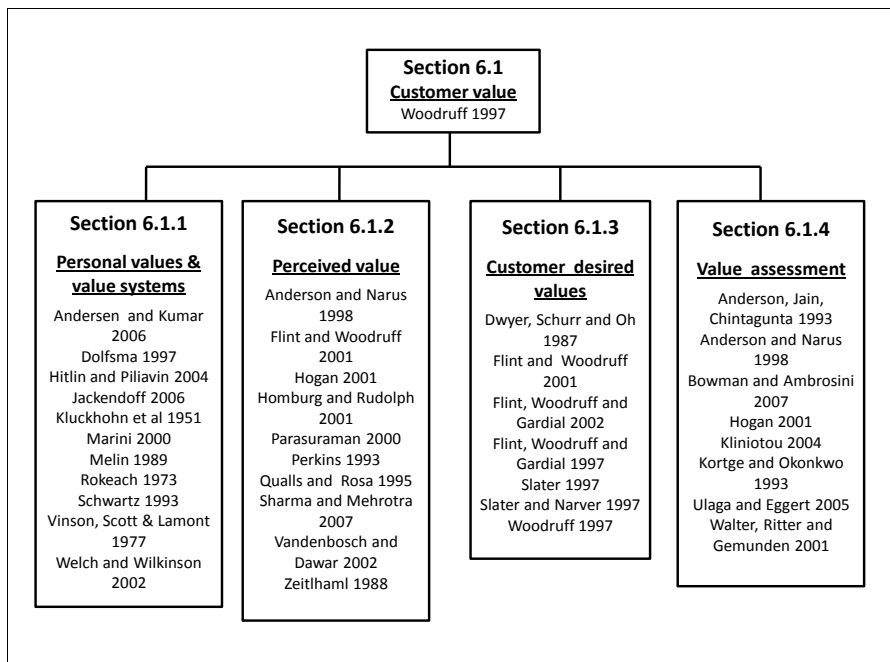 Section 6.1
Customer value
Woodruff 1997
Section 6.1.1
Personal values &
value systems
Andersen and Kumar
2006
Dolfsma 1997
Hitlin and Piliavin 2004
Jackendoff 2006
Kluckhohn et al 1951
Marini 2000
Melin 1989
Rokeach 1973
Schwartz 1993
Vinson, Scott & Lamont
1977
Welch and Wilkinson
2002
Section 6.1.2
Perceived value
Anderson and Narus
1998
Flint and Woodruff
2001
Hogan 2001
Homburg and Rudolph
2001
Parasuraman 2000
Perkins 1993
Qualls and Rosa 1995
Sharma and Mehrotra
2007
Vandenbosch and
Dawar 2002
Zeitlhaml 1988
Section 6.1.3
Customer desired
values
Dwyer, Schurr and Oh
1987
Flint and Woodruff
2001
Flint, Woodruff and
Gardial 2002
Flint, Woodruff and
Gardial 1997
Slater 1997
Slater and Narver 1997
Woodruff 1997
Section 6.1.4
Value assessment
Anderson, Jain,
Chintagunta 1993
Anderson and Narus
1998
Bowman and Ambrosini
2007
Hogan 2001
Kliniotou 2004
Kortge and Okonkwo
1993
Ulaga and Eggert 2005
Walter, Ritter and
Gemunden 2001